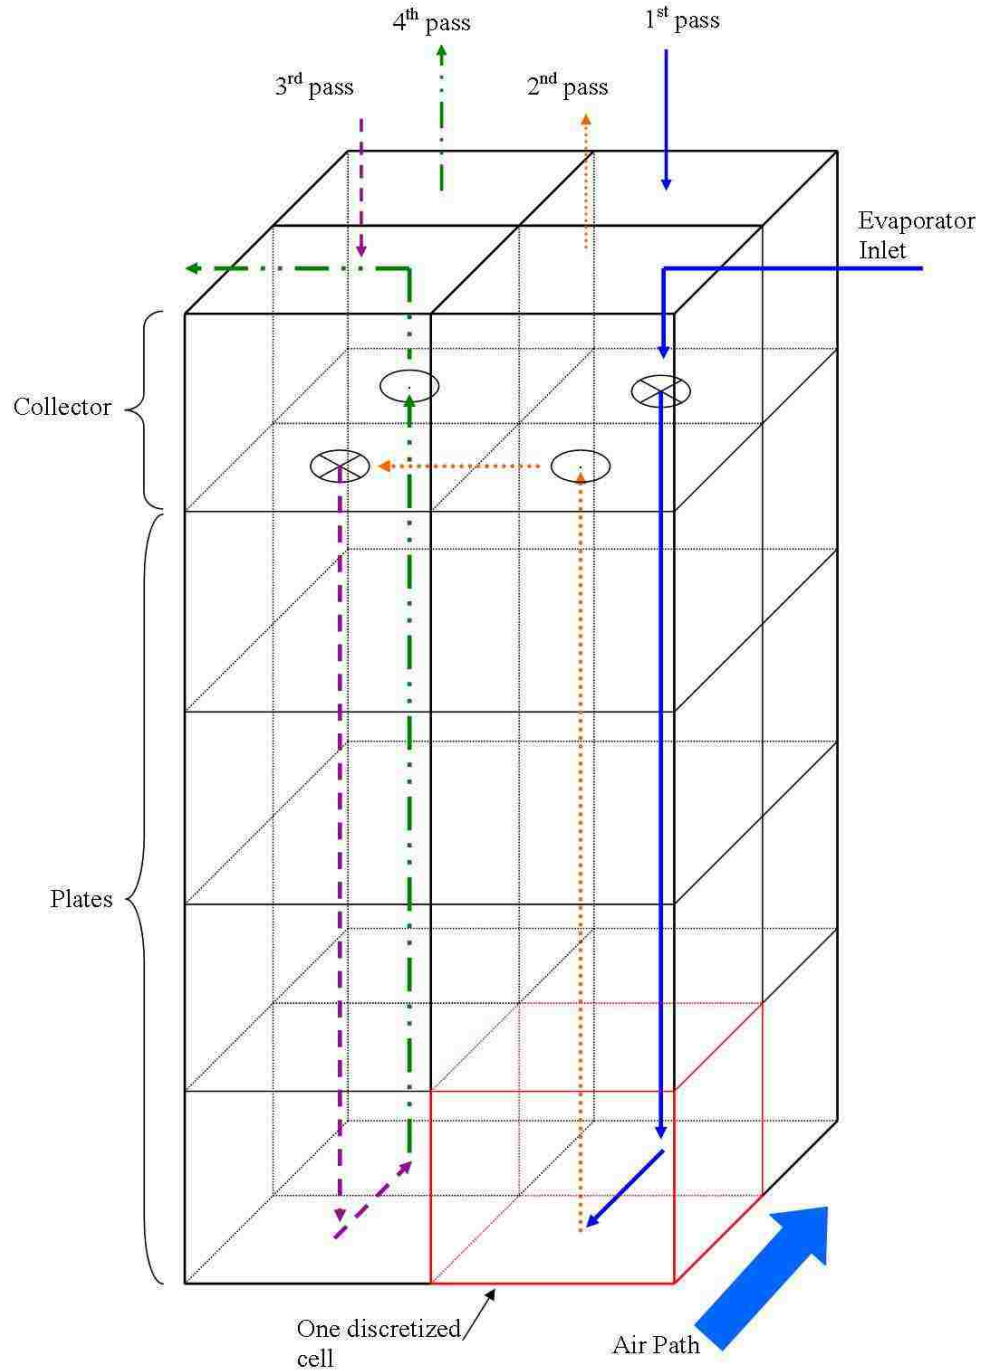 4th pass
1st pass
3rd pass
2nd pass
Evaporator
Inlet
Collector
Plates
One discretized
cell
Air Path